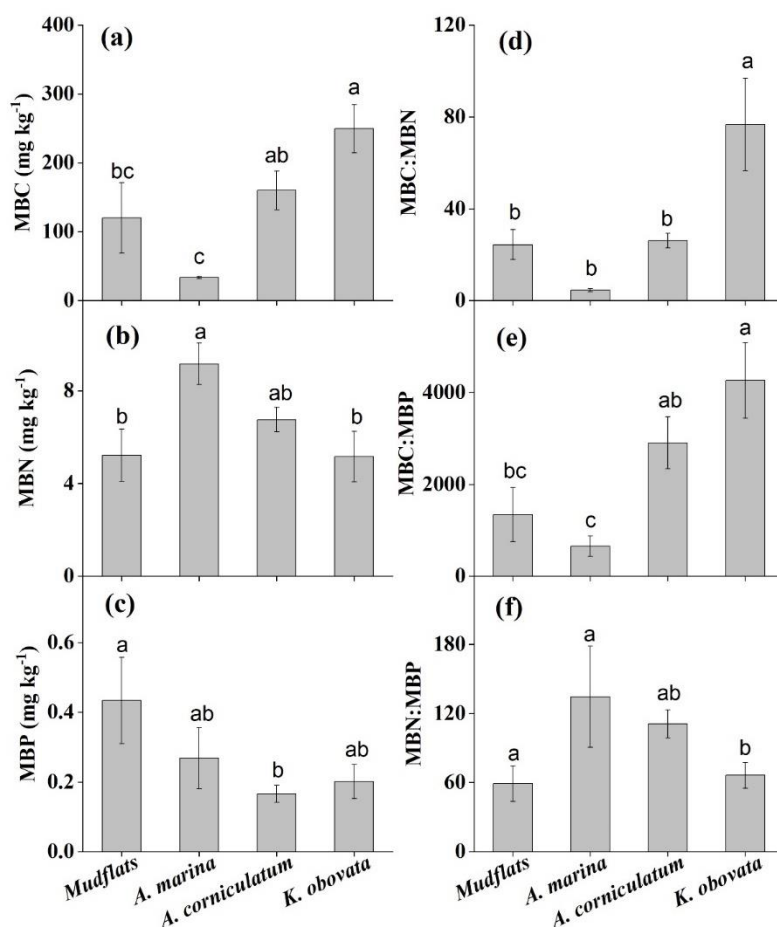 (a)
MBC (mg kg⁻¹)
400
300
200
100
0
bc
c
ab
a
(b)
MBN (mg kg⁻¹)
8
4
0
b
a
ab
b
(c)
MBP (mg kg⁻¹)
0.6
0.4
0.2
0.0
a
ab
b
ab
Mudflats
A. marina
A. corniculatum
K. obovata
(d)
MBC:MBN
120
80
40
0
b
b
b
a
(e)
MBC:MBP
4000
2000
0
bc
c
ab
a
(f)
MBN:MBP
180
120
60
0
a
a
ab
b
Mudflats
A. marina
A. corniculatum
K. obovata